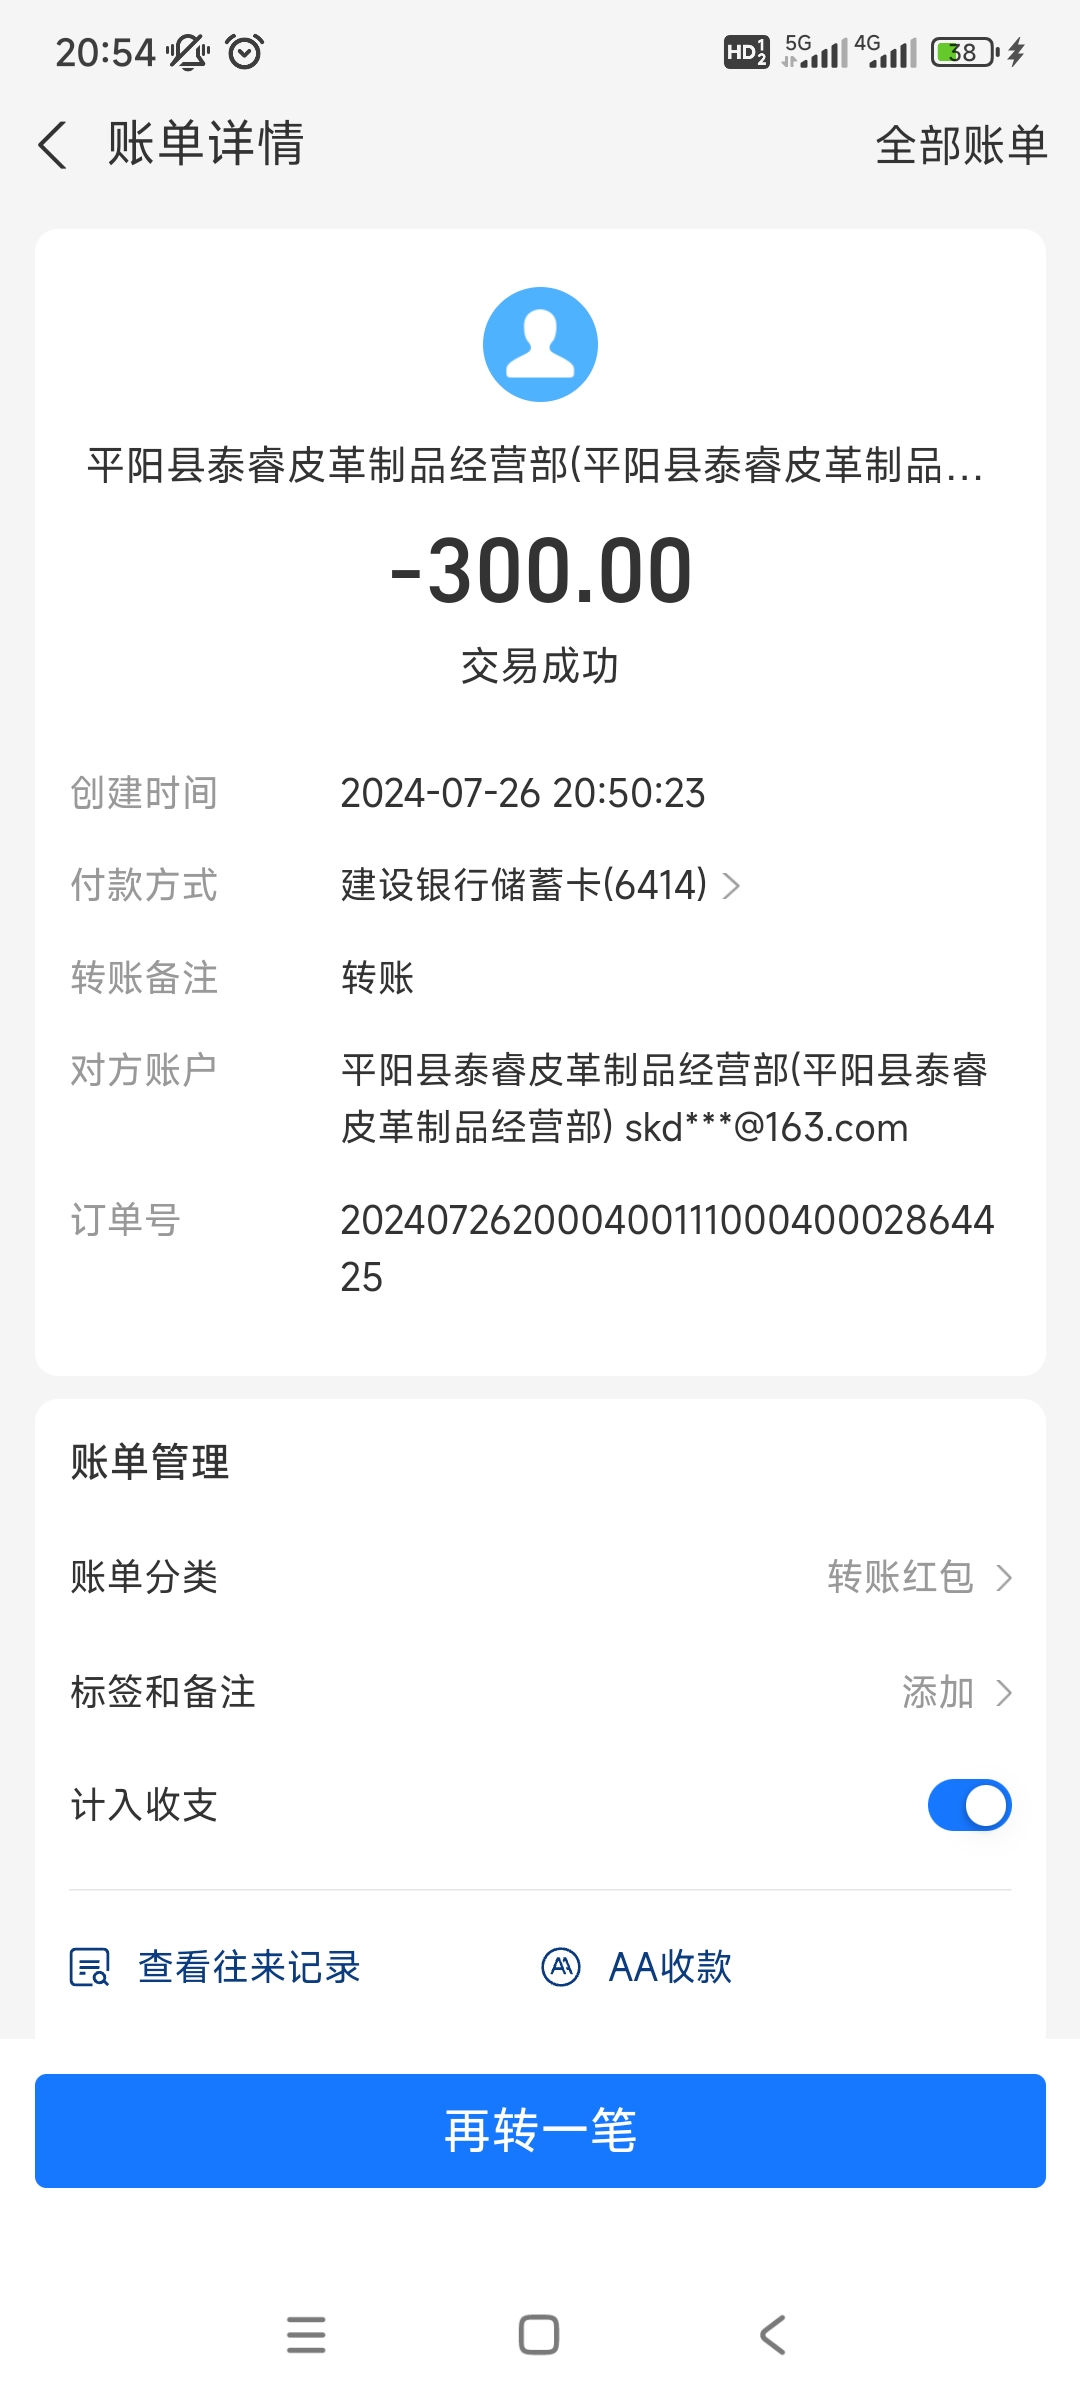 20:54 HD 1 2 5G 4G 38
账单详情 全部账单
平阳县泰睿皮革制品经营部(平阳县泰睿皮革制品...
-300.00
交易成功
创建时间 2024-07-26 20:50:23
付款方式 建设银行储蓄卡(6414)
转账备注 转账
对方账户 平阳县泰睿皮革制品经营部(平阳县泰睿
皮革制品经营部) skd***@163.com
订单号 202407262000400111000400028644
25
账单管理
账单分类 转账红包
标签和备注 添加
计入收支
查看往来记录 AA收款
再转一笔